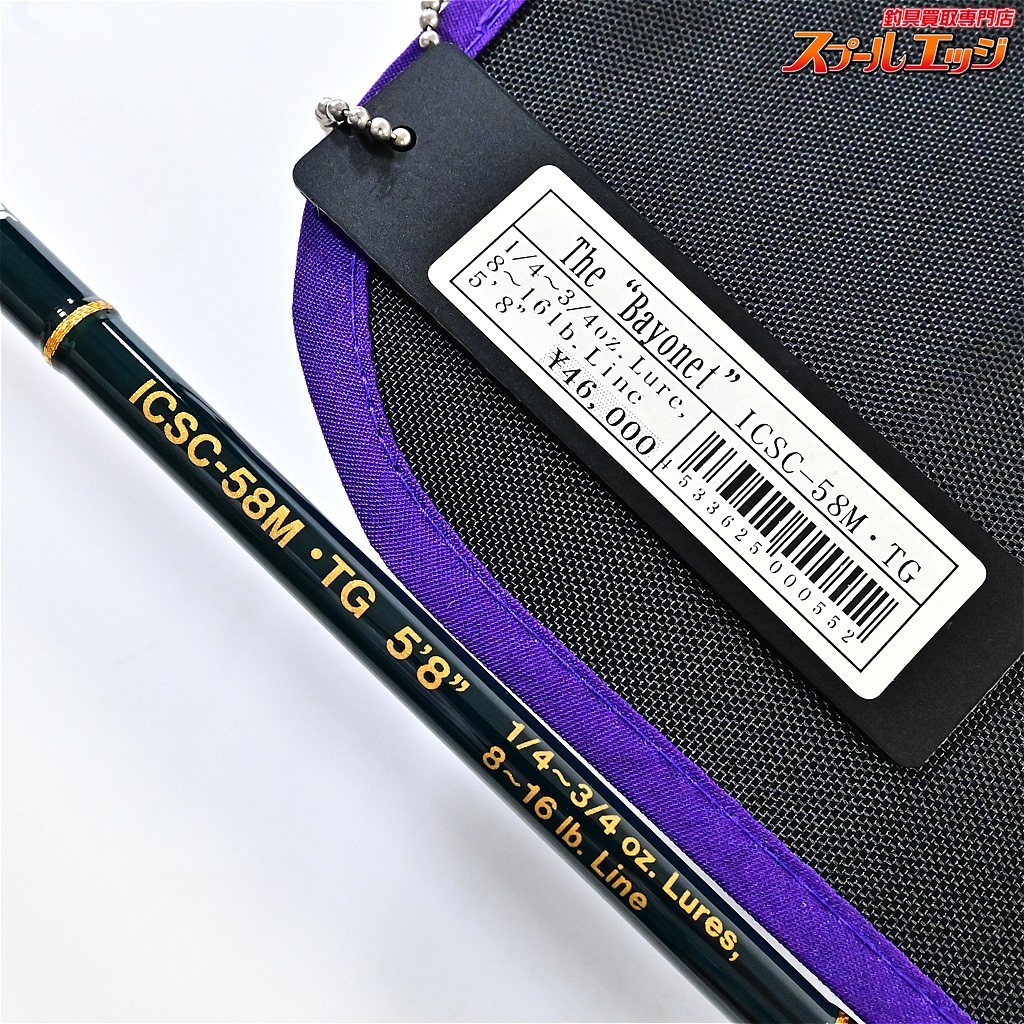 釣具買取専門店
スプールエッジ
The “Bayonet” ICSC-58M・TG
1/4~3/4oz. Lure,
8~16lb. Line
5'8”
¥46,000
4533625000552
ICSC-58M・TG 5'8” 1/4~3/4 oz. Lures,
8~16 lb. Line